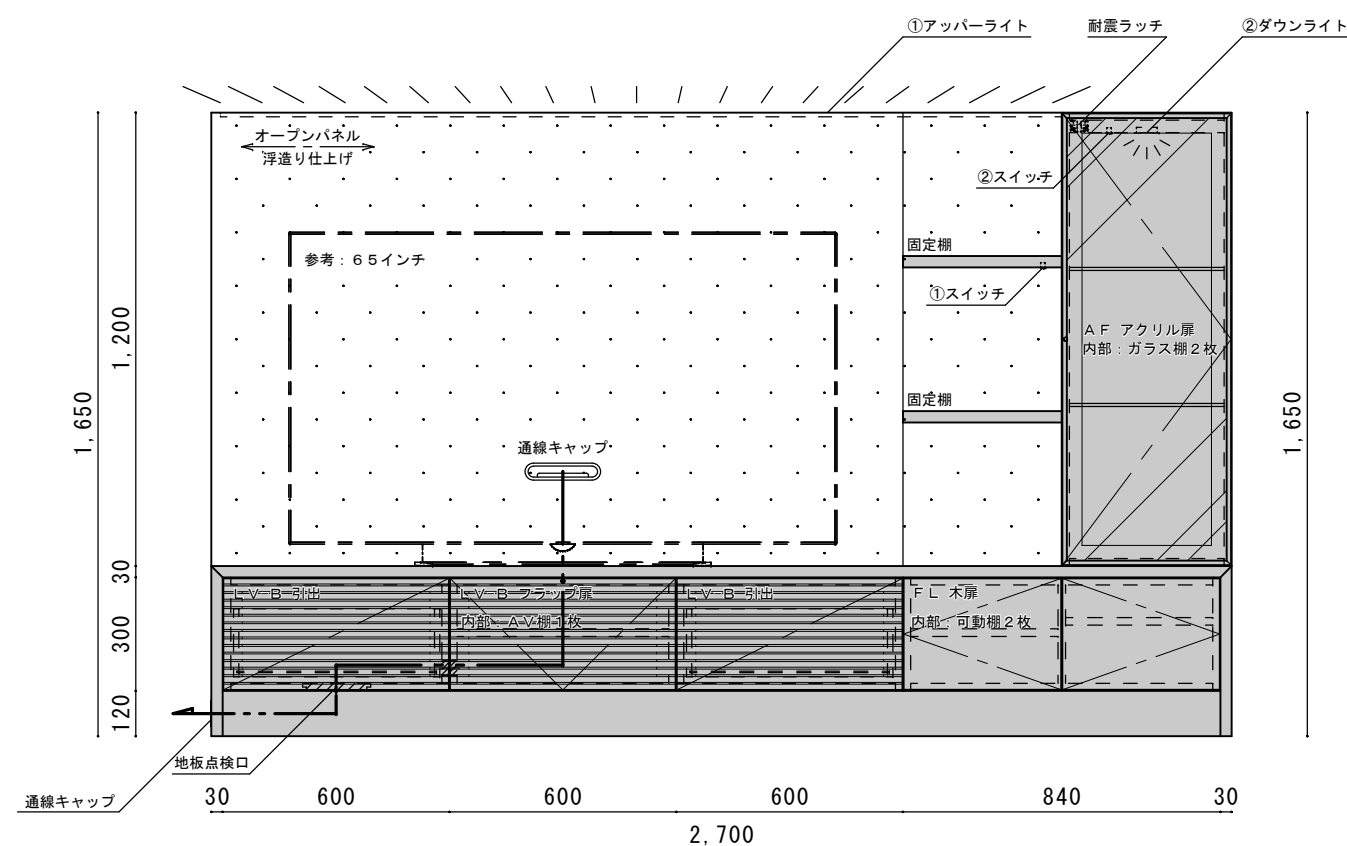 ①アッパーライト
耐震ラッチ
②ダウンライト
オープンパネル
浮造り仕上げ
②スイッチ
固定棚
参考：６５インチ
①スイッチ
ＡＦ アクリル扉
内部：ガラス棚２枚
固定棚
通線キャップ
1,200
1,650
1,650
30
300
120
ＬＶ-Ｂ 引出
ＬＶ-Ｂ フラップ扉
内部：ＡＶ棚１枚
ＬＶ-Ｂ 引出
ＦＬ 木扉
内部：可動棚２枚
地板点検口
通線キャップ
30
600
600
600
840
30
2,700